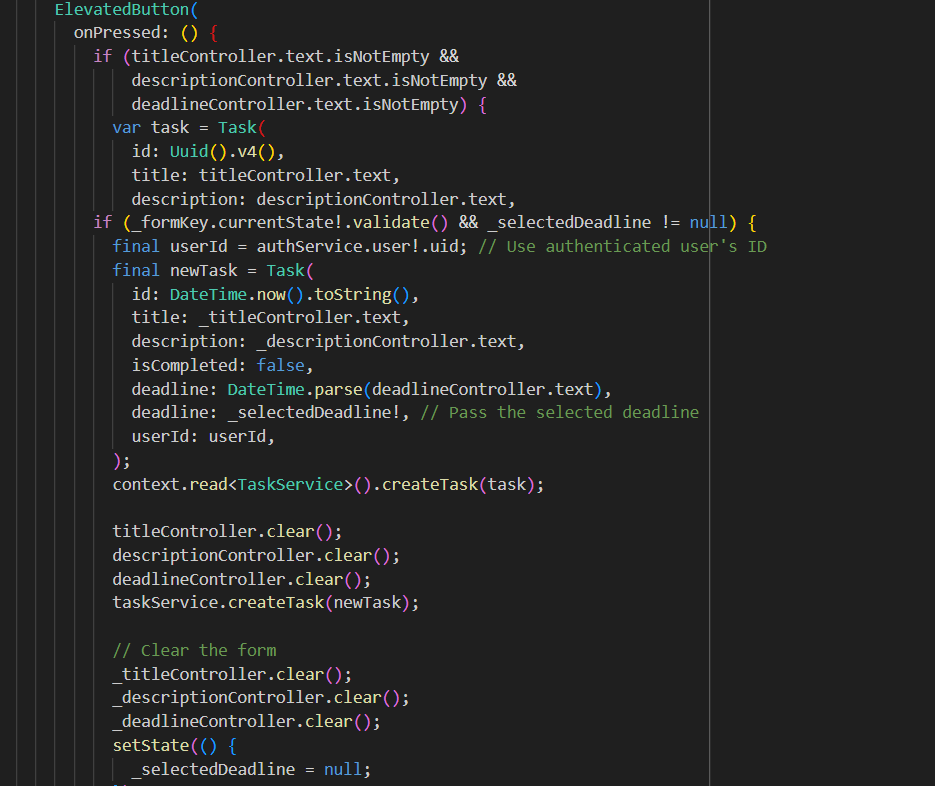 ElevatedButton(
onPressed: () {
if (titleController.text.isNotEmpty &&
descriptionController.text.isNotEmpty &&
deadlineController.text.isNotEmpty) {
var task = Task(
id: Uuid().v4(),
title: titleController.text,
description: descriptionController.text,
if (_formKey.currentState!.validate() && _selectedDeadline != null) {
final userId = authService.user!.uid; // Use authenticated user's ID
final newTask = Task(
id: DateTime.now().toString(),
title: _titleController.text,
description: _descriptionController.text,
isCompleted: false,
deadline: DateTime.parse(deadlineController.text),
deadline: _selectedDeadline!, // Pass the selected deadline
userId: userId,
);
context.read<TaskService>().createTask(task);
titleController.clear();
descriptionController.clear();
deadlineController.clear();
taskService.createTask(newTask);
// Clear the form
_titleController.clear();
_descriptionController.clear();
_deadlineController.clear();
setState(() {
_selectedDeadline = null;